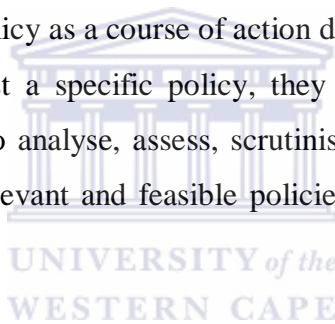 licy as a course of action d
t a specific policy, they
o analyse, assess, scrutinis
evant and feasible policie
UNIVERSITY of the
WESTERN CAPE